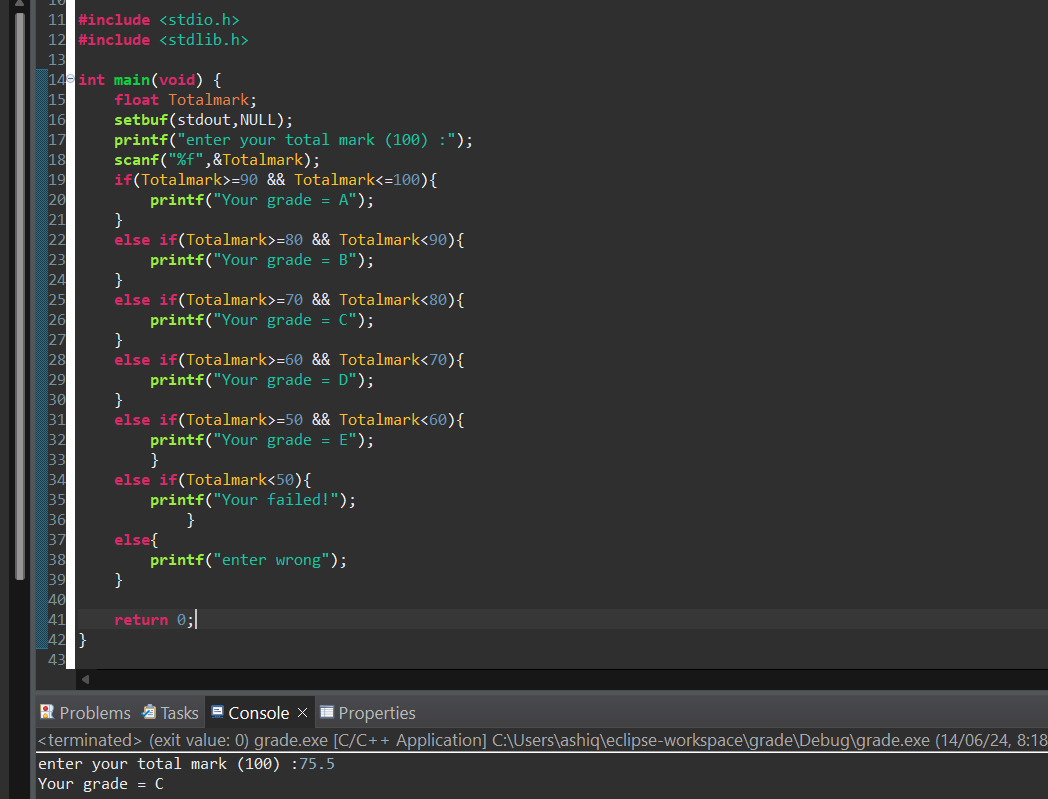 10
11 #include <stdio.h>
12 #include <stdlib.h>
13
14 int main(void) {
15     float Totalmark;
16     setbuf(stdout,NULL);
17     printf("enter your total mark (100) :");
18     scanf("%f",&Totalmark);
19     if(Totalmark>=90 && Totalmark<=100){
20         printf("Your grade = A");
21     }
22     else if(Totalmark>=80 && Totalmark<90){
23         printf("Your grade = B");
24     }
25     else if(Totalmark>=70 && Totalmark<80){
26         printf("Your grade = C");
27     }
28     else if(Totalmark>=60 && Totalmark<70){
29         printf("Your grade = D");
30     }
31     else if(Totalmark>=50 && Totalmark<60){
32         printf("Your grade = E");
33         }
34     else if(Totalmark<50){
35         printf("Your failed!");
36             }
37     else{
38         printf("enter wrong");
39     }
40
41     return 0;
42 }
43
Problems Tasks Console Properties
<terminated> (exit value: 0) grade.exe [C/C++ Application] C:\Users\ashiq\eclipse-workspace\grade\Debug\grade.exe (14/06/24, 8:18
enter your total mark (100) :75.5
Your grade = C